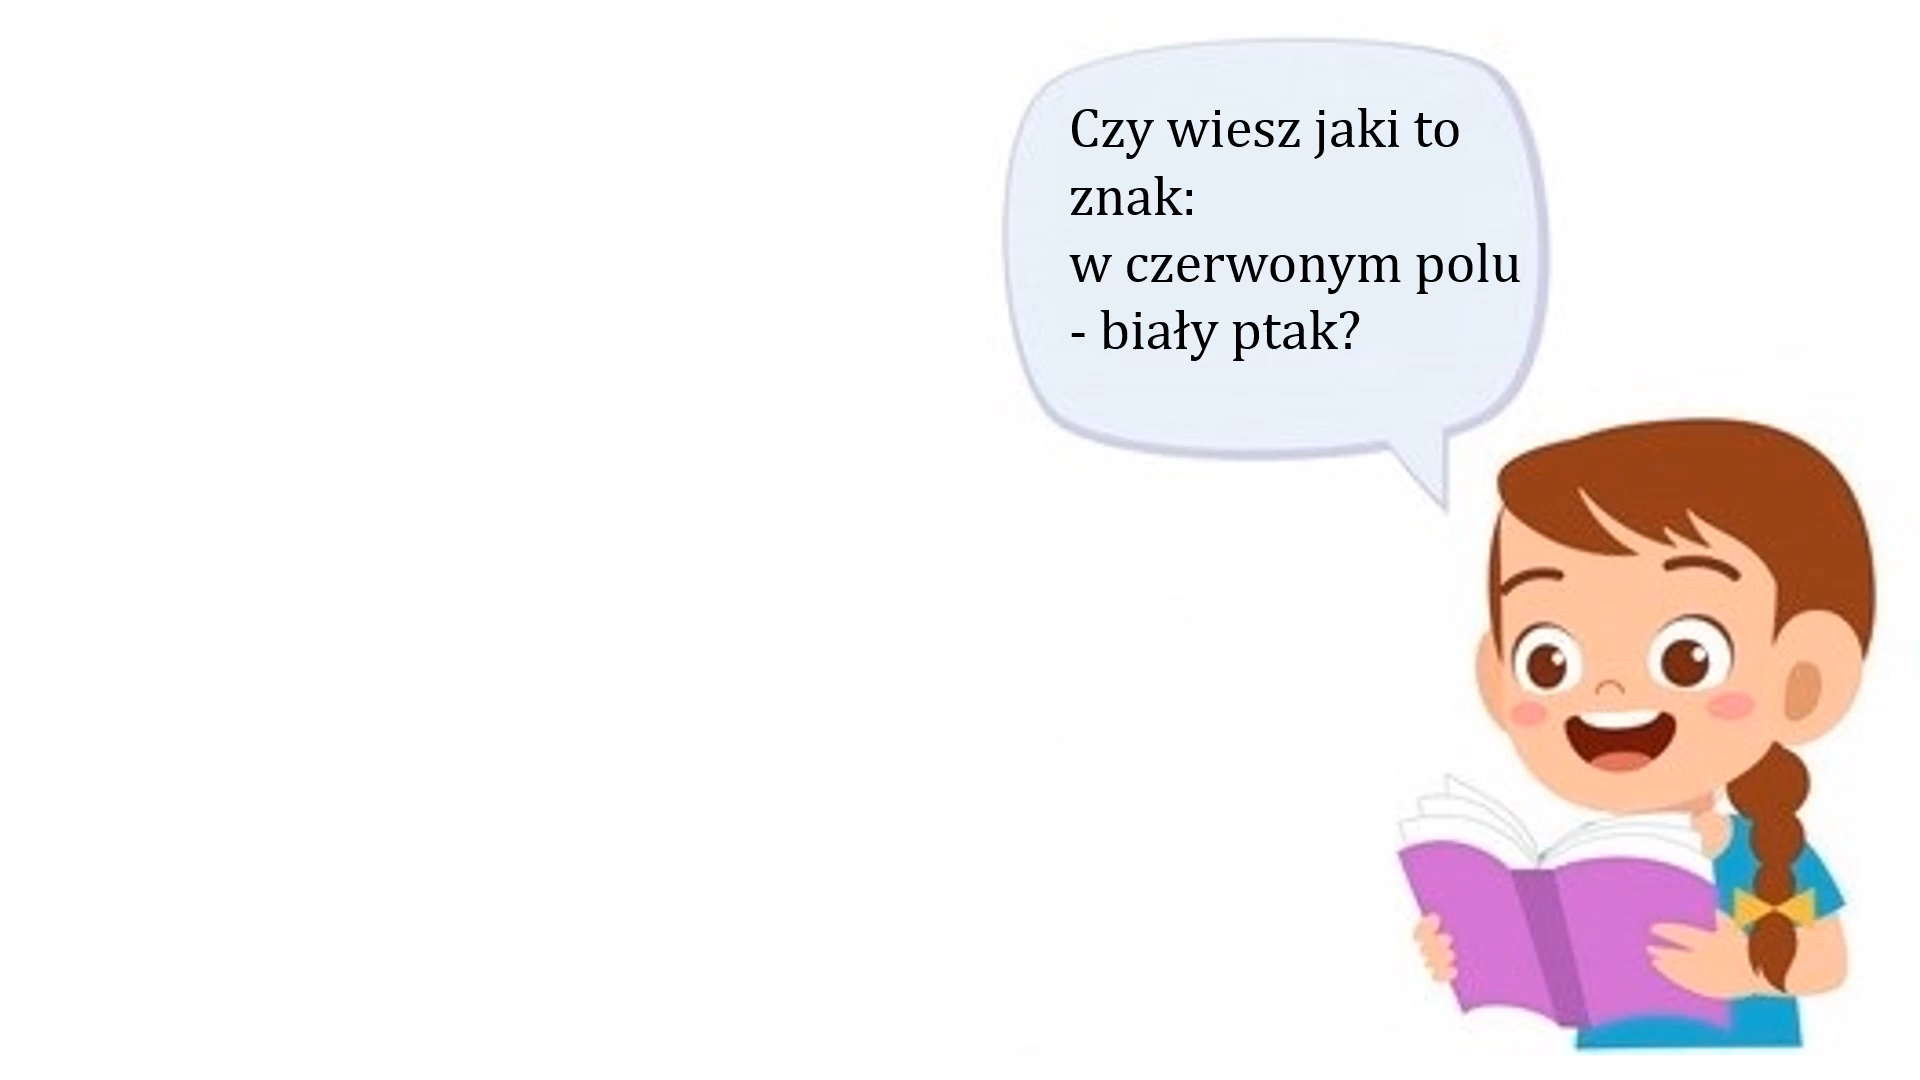 Czy wiesz jaki to
znak:
w czerwonym polu
- biały ptak?